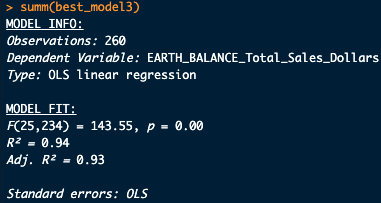 > summ(best_model3)
MODEL INFO:
Observations: 260
Dependent Variable: EARTH_BALANCE_Total_Sales_Dollars
Type: OLS linear regression
MODEL FIT:
F(25,234) = 143.55, p = 0.00
R² = 0.94
Adj. R² = 0.93
Standard errors: OLS